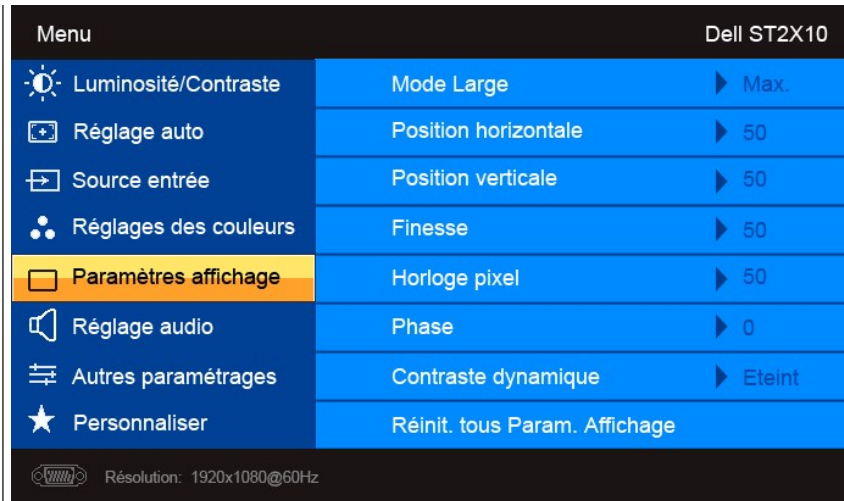 Menu Dell ST2X10
Luminosité/Contraste Mode Large Max.
Réglage auto Position horizontale 50
Source entrée Position verticale 50
Réglages des couleurs Finesse 50
Paramètres affichage Horloge pixel 50
Réglage audio Phase 0
Autres paramétrages Contraste dynamique Eteint
Personnaliser Réinit. tous Param. Affichage
Résolution: 1920x1080@60Hz